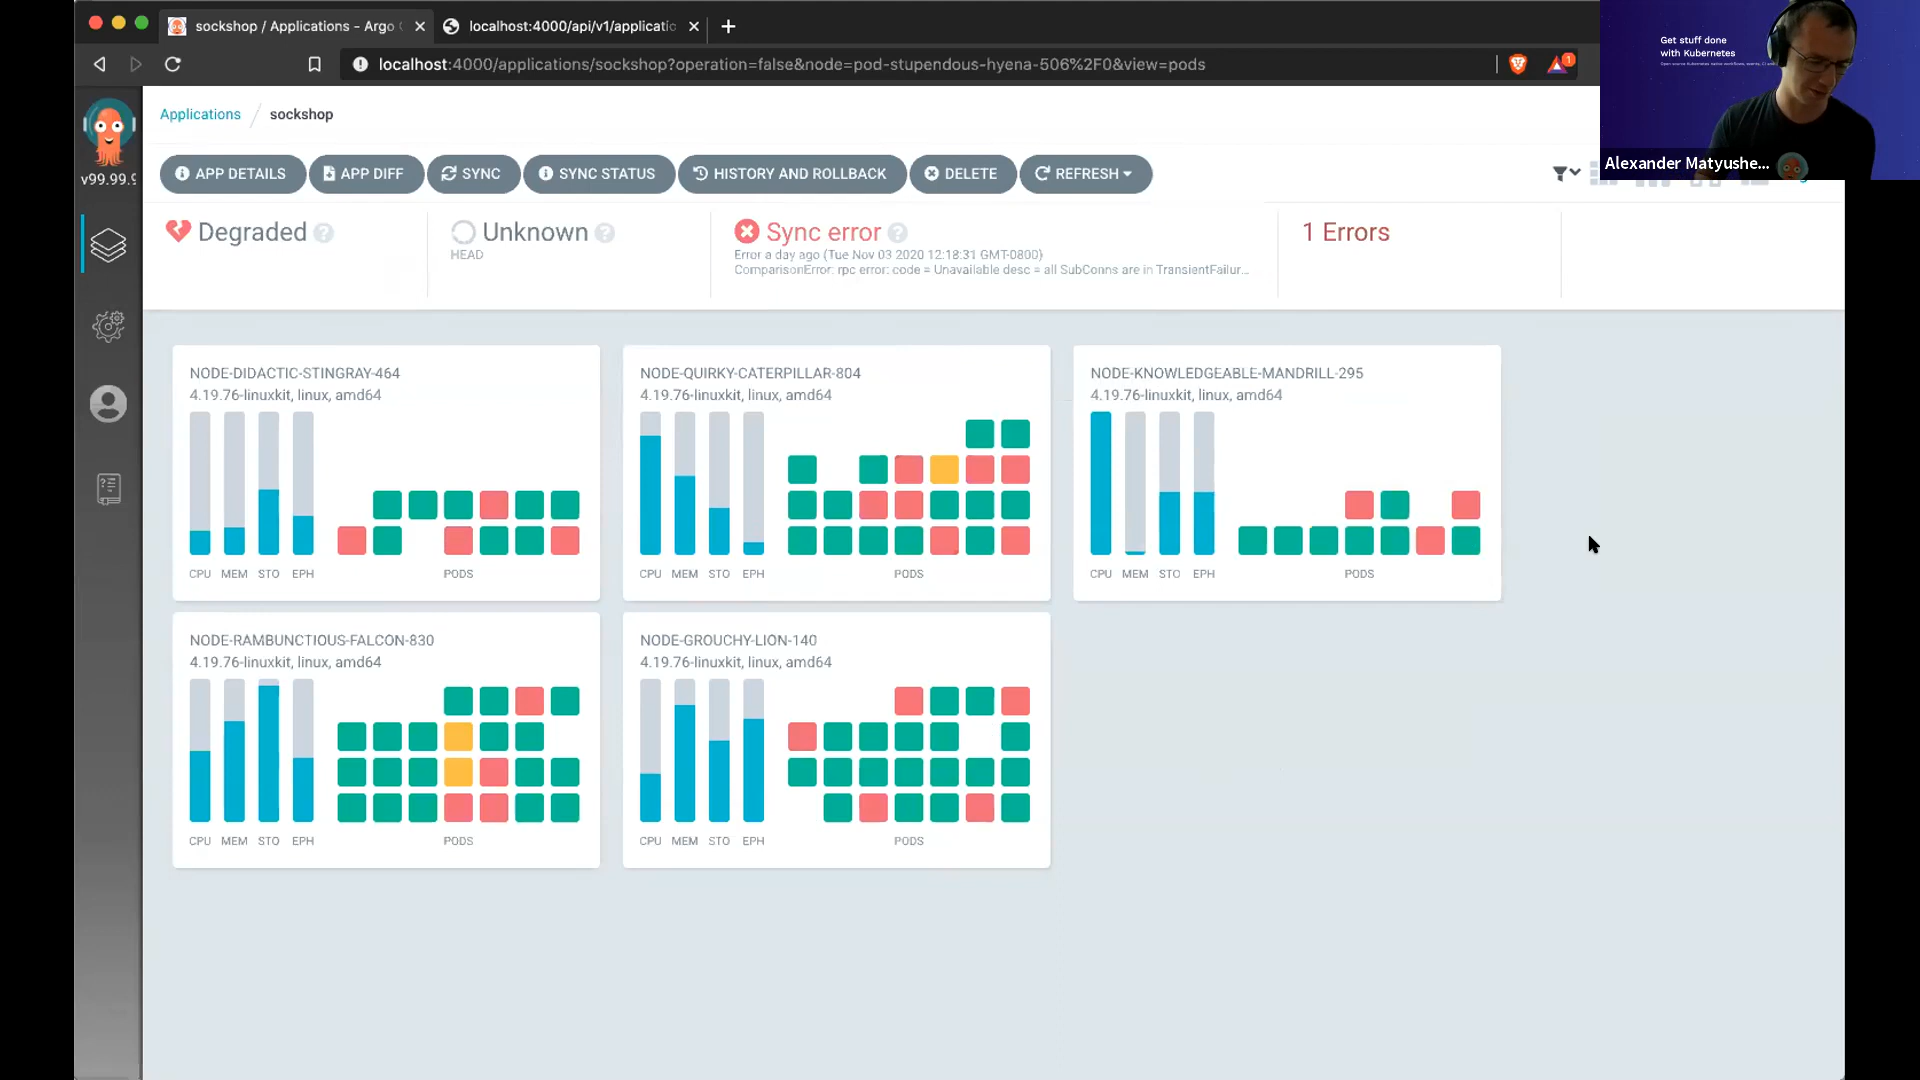 sockshop / Applications - Argo
localhost:4000/api/v1/applicatic
localhost:4000/applications/sockshop?operation=false&node=pod-stupendous-hyena-506%2F0&view=pods
1
Get stuff done
with Kubernetes
Alexander Matyushe...
v99.99.9
Applications / sockshop
APP DETAILS
APP DIFF
SYNC
SYNC STATUS
HISTORY AND ROLLBACK
DELETE
REFRESH
Degraded
Unknown
HEAD
Sync error
Error a day ago (Tue Nov 03 2020 12:18:31 GMT-0800)
ComparisonError: rpc error: code = Unavailable desc = all SubConns are in TransientFailur...
1 Errors
NODE-DIDACTIC-STINGRAY-464
4.19.76-linuxkit, linux, amd64
CPU MEM STO EPH PODS
NODE-QUIRKY-CATERPILLAR-804
4.19.76-linuxkit, linux, amd64
CPU MEM STO EPH PODS
NODE-KNOWLEDGEABLE-MANDRILL-295
4.19.76-linuxkit, linux, amd64
CPU MEM STO EPH PODS
NODE-RAMBUNCTIOUS-FALCON-830
4.19.76-linuxkit, linux, amd64
CPU MEM STO EPH PODS
NODE-GROUCHY-LION-140
4.19.76-linuxkit, linux, amd64
CPU MEM STO EPH PODS